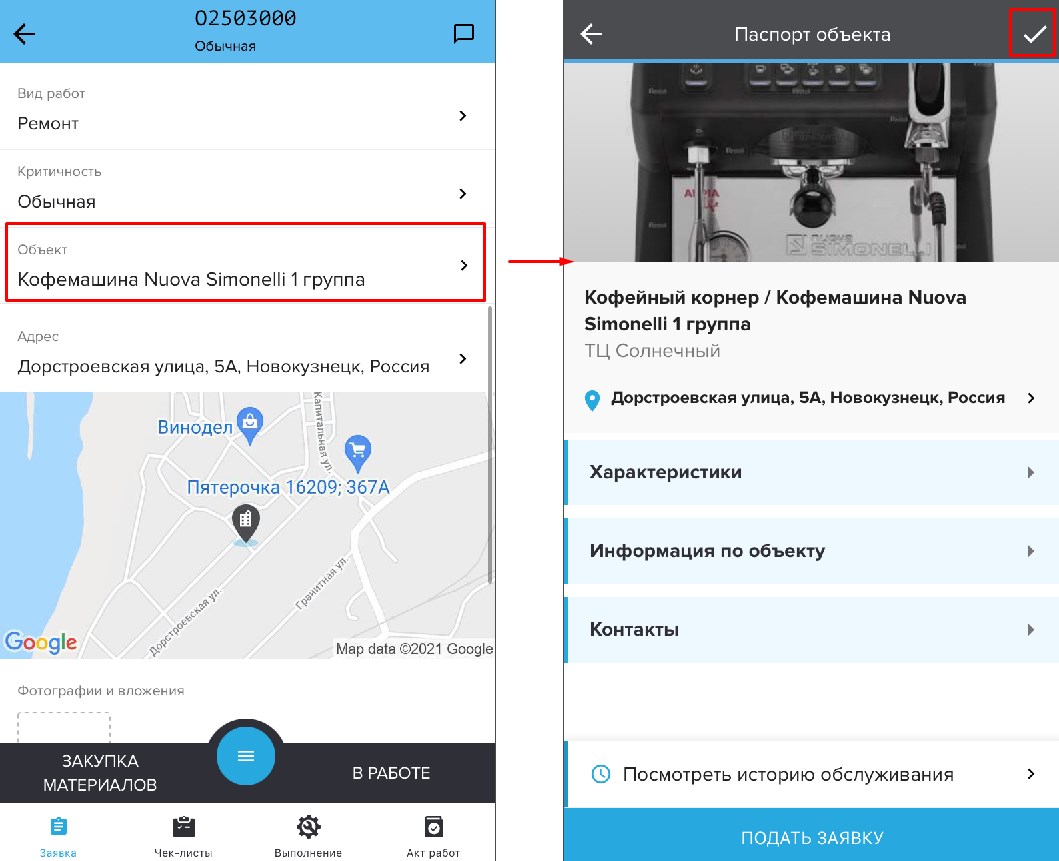 O2503000
Обычная
Вид работ
Ремонт
Критичность
Обычная
Объект
Кофемашина Nuova Simonelli 1 группа
Адрес
Дорстроевская улица, 5А, Новокузнецк, Россия
Винодел
Капитальная ул.
Пятерочка 16209; 367А
Гранитная ул.
Дорстроевская ул.
Google
Map data ©2021 Google
Фотографии и вложения
ЗАКУПКА
МАТЕРИАЛОВ
В РАБОТЕ
Заявка
Чек-листы
Выполнение
Акт работ
Паспорт объекта
NUOVA
SIMONELLI
Кофейный корнер / Кофемашина Nuova
Simonelli 1 группа
ТЦ Солнечный
Дорстроевская улица, 5А, Новокузнецк, Россия
Характеристики
Информация по объекту
Контакты
Посмотреть историю обслуживания
ПОДАТЬ ЗАЯВКУ